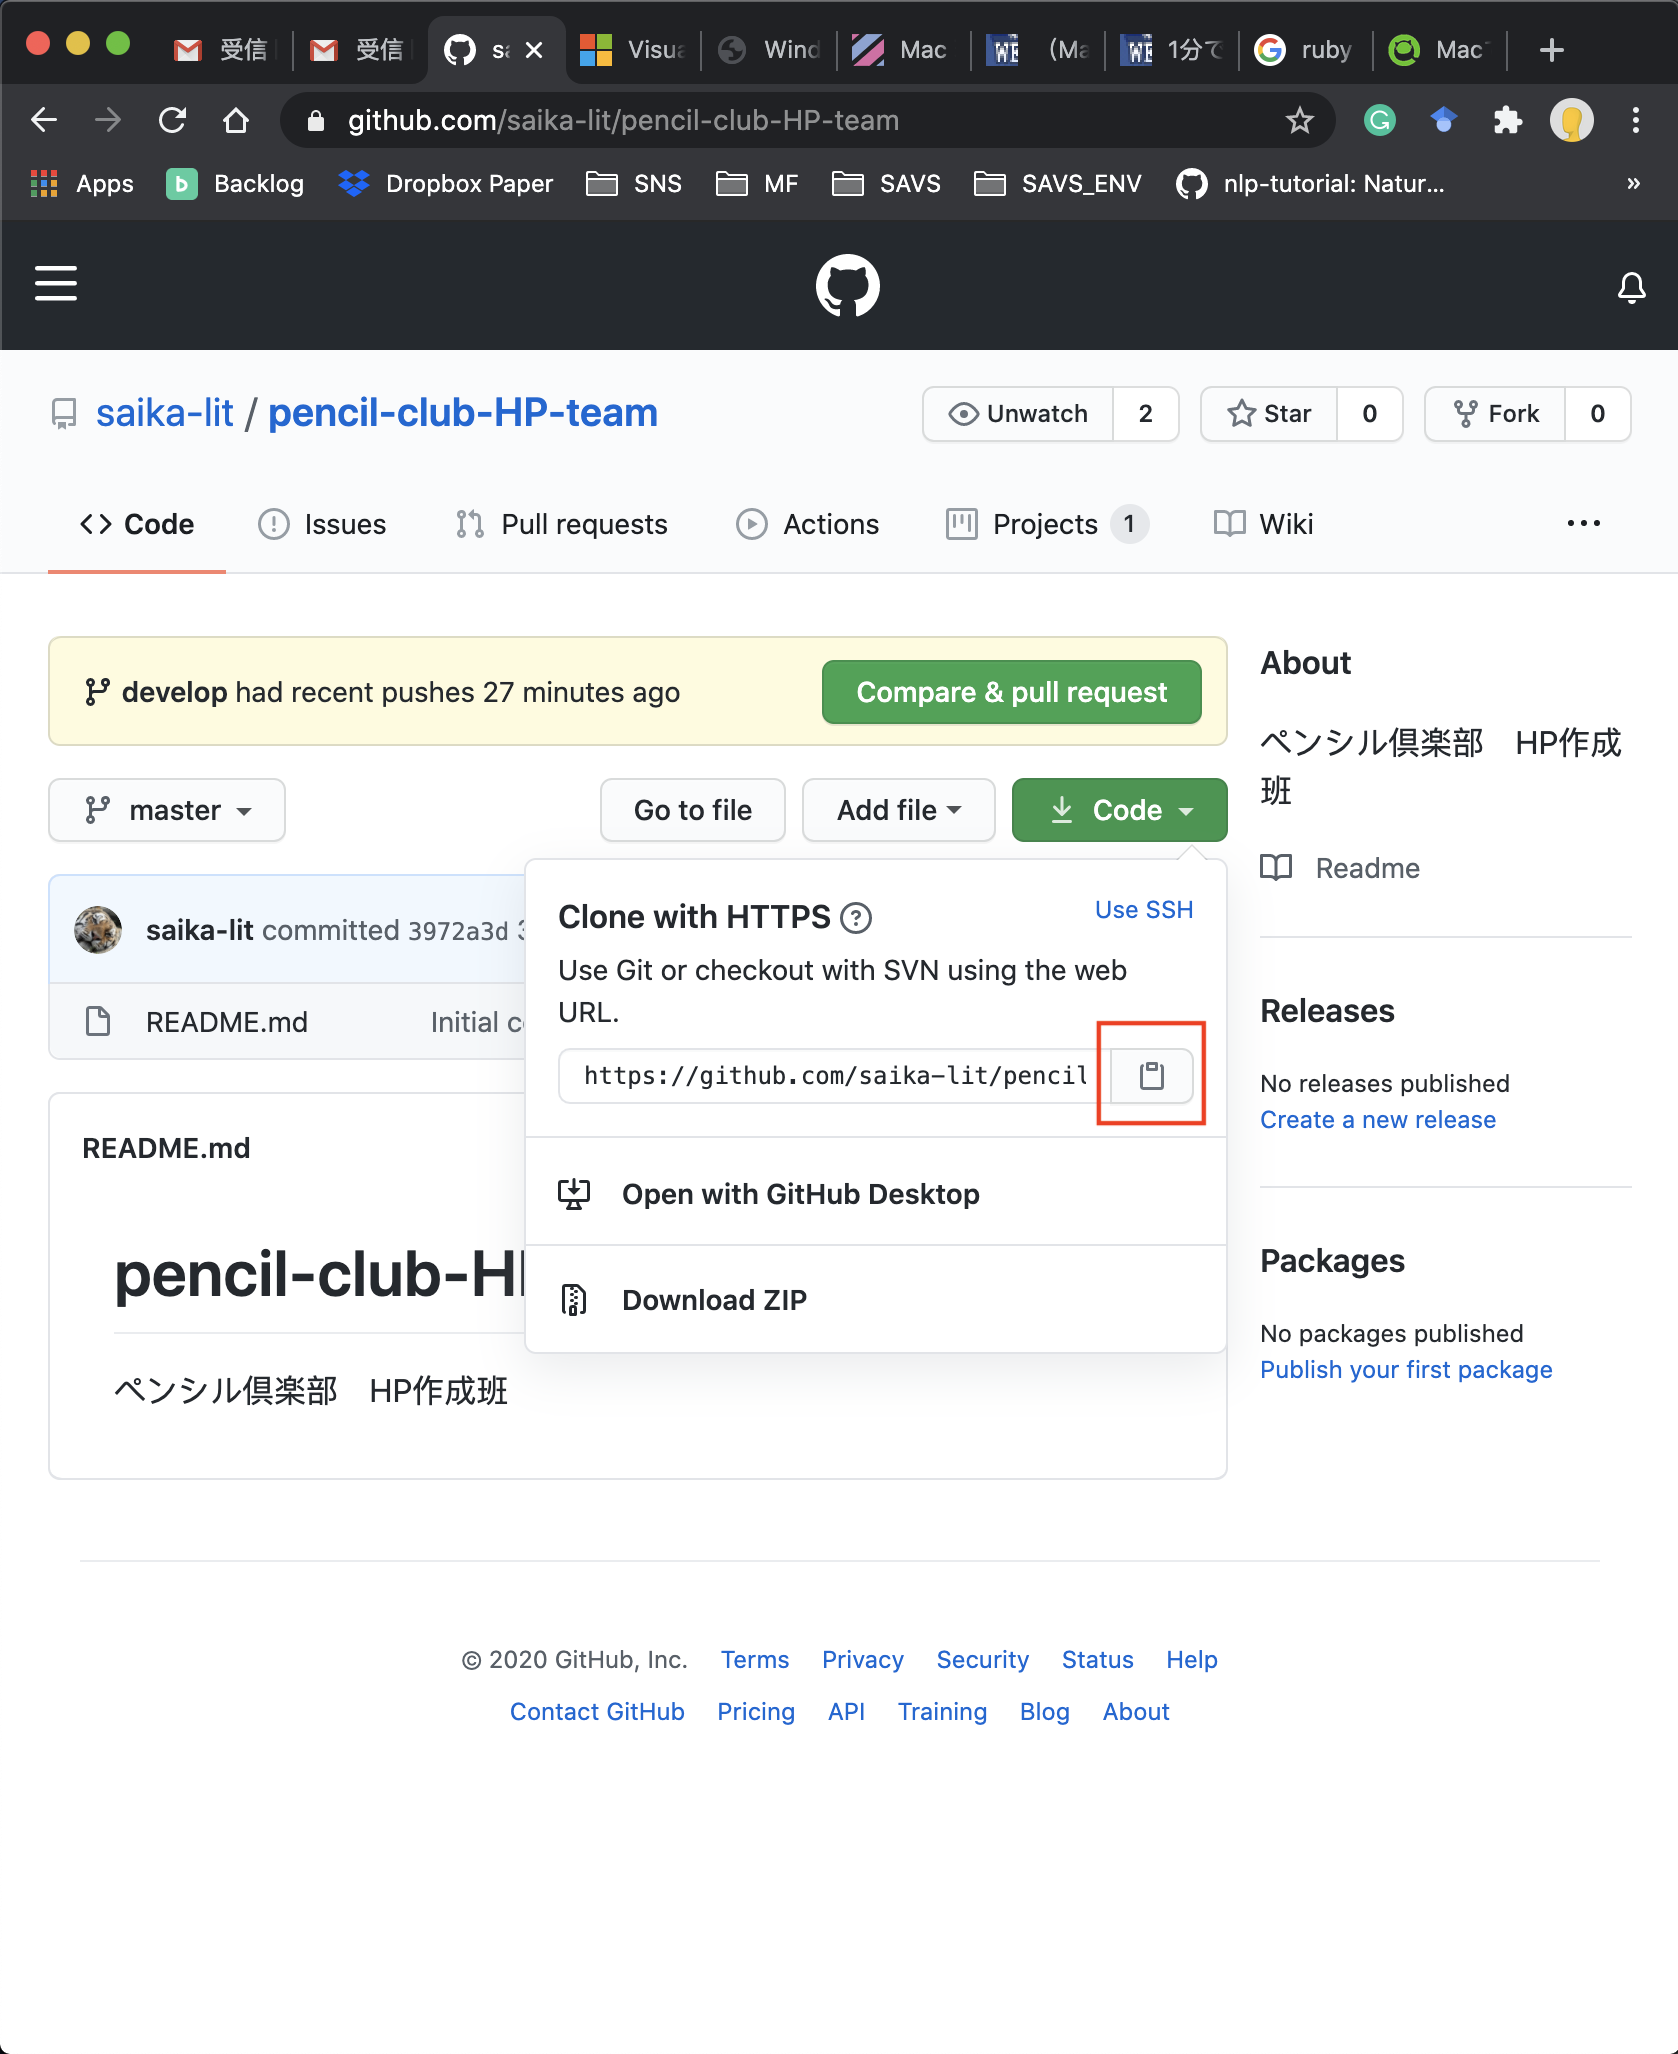 受信 受信 Visua Wind Mac (Ma 1分で ruby Mac
github.com/saika-lit/pencil-club-HP-team
Apps Backlog Dropbox Paper SNS MF SAVS SAVS_ENV nlp-tutorial: Natur... »
saika-lit / pencil-club-HP-team Unwatch 2 Star 0 Fork 0
Code Issues Pull requests Actions Projects 1 Wiki
develop had recent pushes 27 minutes ago Compare & pull request
master Go to file Add file Code
saika-lit committed 3972a3d
README.md Initial c
Clone with HTTPS Use SSH
Use Git or checkout with SVN using the web
URL.
https://github.com/saika-lit/pencil
Open with GitHub Desktop
Download ZIP
README.md
pencil-club-H
ペンシル倶楽部　HP作成班
About
ペンシル倶楽部　HP作成
班
Readme
Releases
No releases published
Create a new release
Packages
No packages published
Publish your first package
© 2020 GitHub, Inc. Terms Privacy Security Status Help
Contact GitHub Pricing API Training Blog About